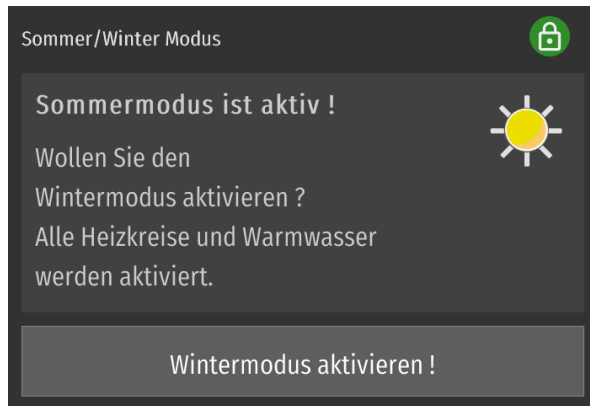 Sommer/Winter Modus
Sommermodus ist aktiv !
Wollen Sie den
Wintermodus aktivieren ?
Alle Heizkreise und Warmwasser
werden aktiviert.
Wintermodus aktivieren !